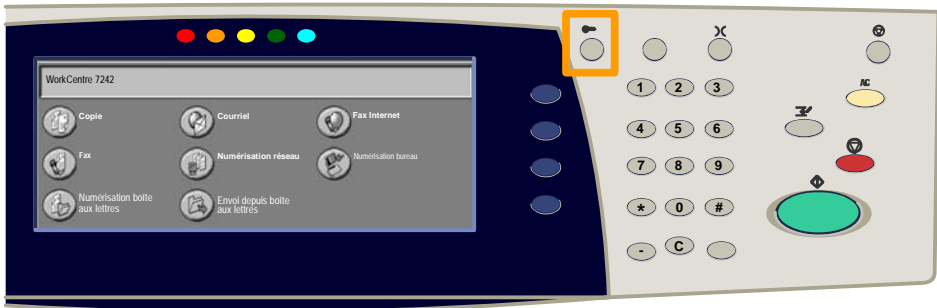 WorkCentre 7242
Copie
Courriel
Fax Internet
Fax
Numérisation réseau
Numérisation bureau
Numérisation boîte
aux lettres
Envoi depuis boîte
aux lettres
AC
1 2 3
4 5 6
7 8 9
* 0 #
- C